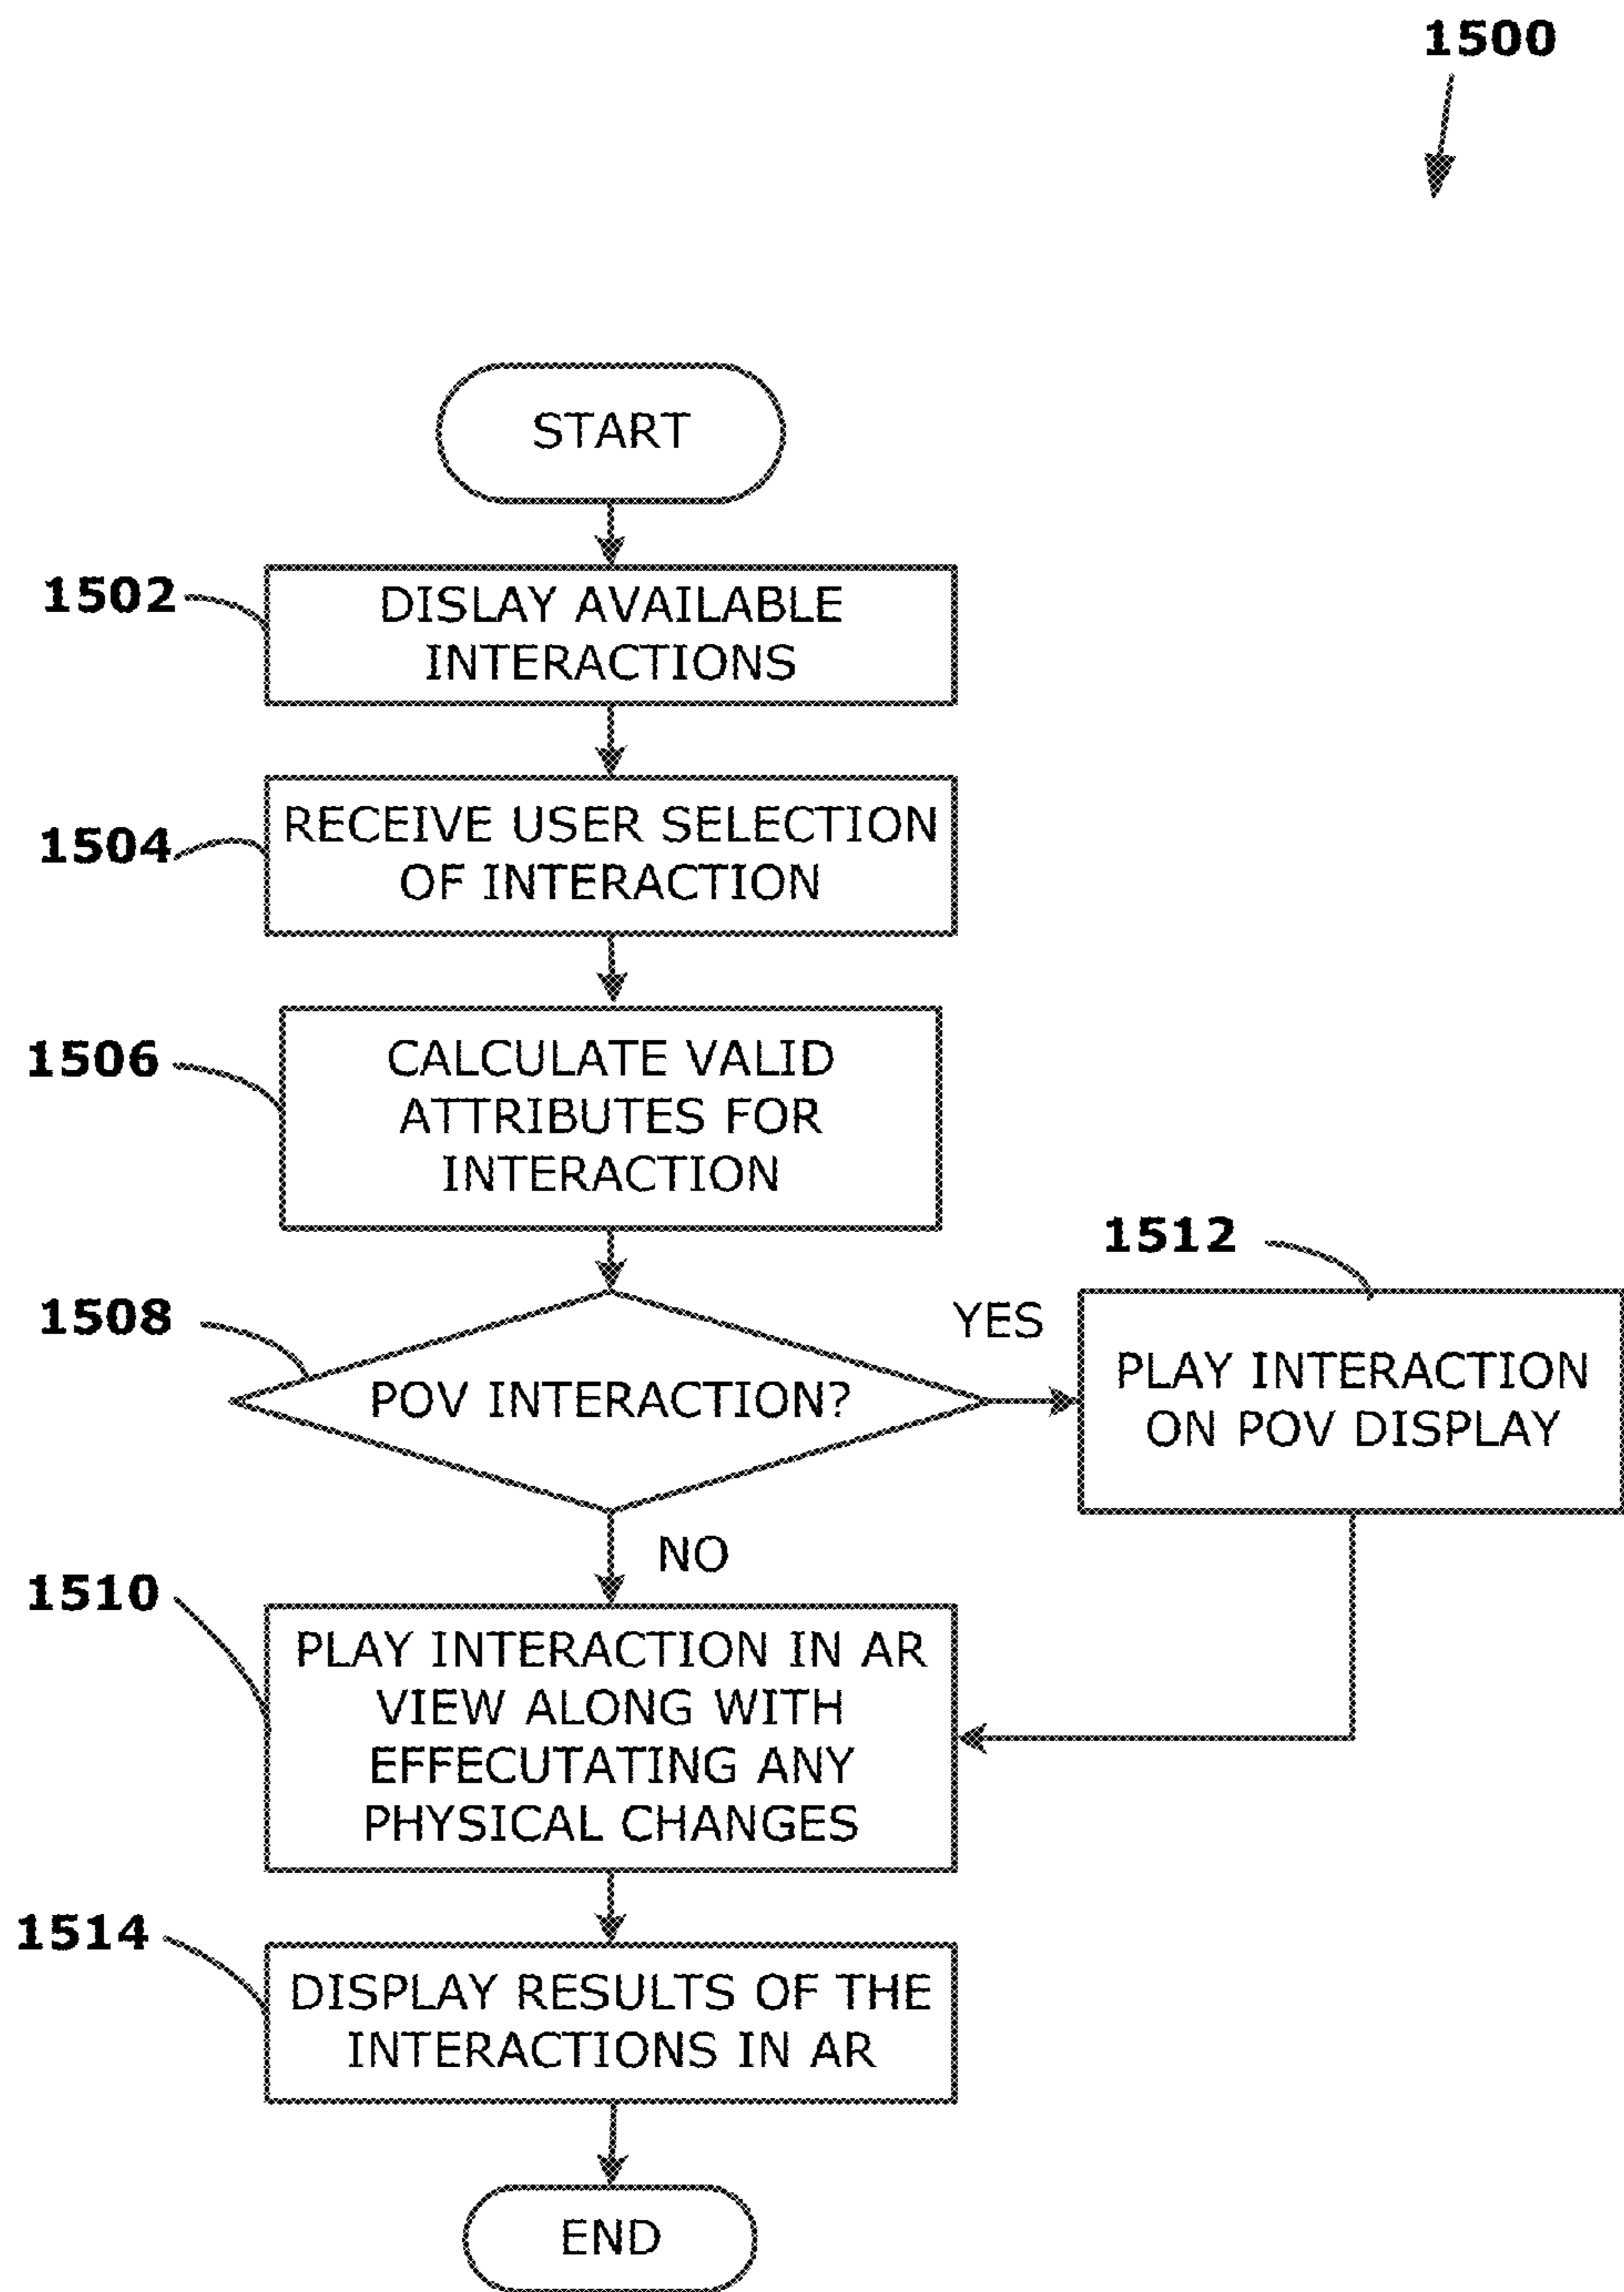 1500
START
1502
DISLAY AVAILABLE
INTERACTIONS
1504
RECEIVE USER SELECTION
OF INTERACTION
1506
CALCULATE VALID
ATTRIBUTES FOR
INTERACTION
1508
POV INTERACTION?
YES
1512
PLAY INTERACTION
ON POV DISPLAY
NO
1510
PLAY INTERACTION IN AR
VIEW ALONG WITH
EFFECUTATING ANY
PHYSICAL CHANGES
1514
DISPLAY RESULTS OF THE
INTERACTIONS IN AR
END